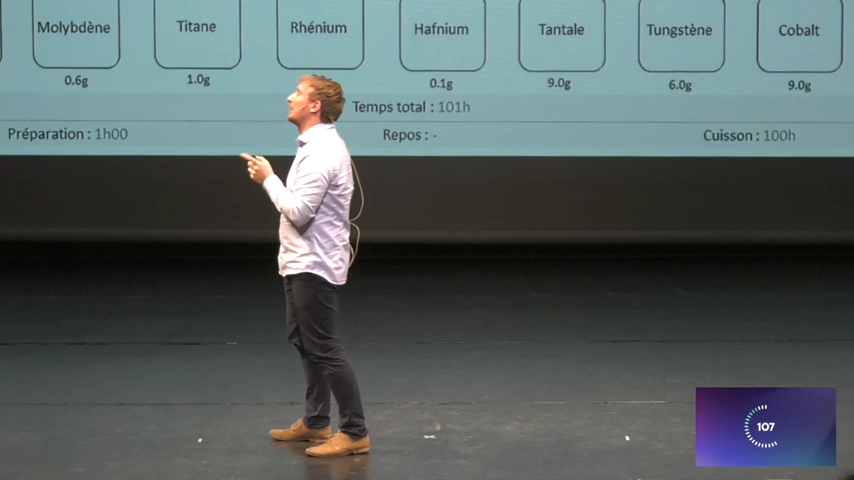 Molybdène Titane Rhénium Hafnium Tantale Tungstène Cobalt
0.6g 1.0g 0.1g 9.0g 6.0g 9.0g
Temps total : 101h
Préparation : 1h00 Repos : - Cuisson : 100h
107